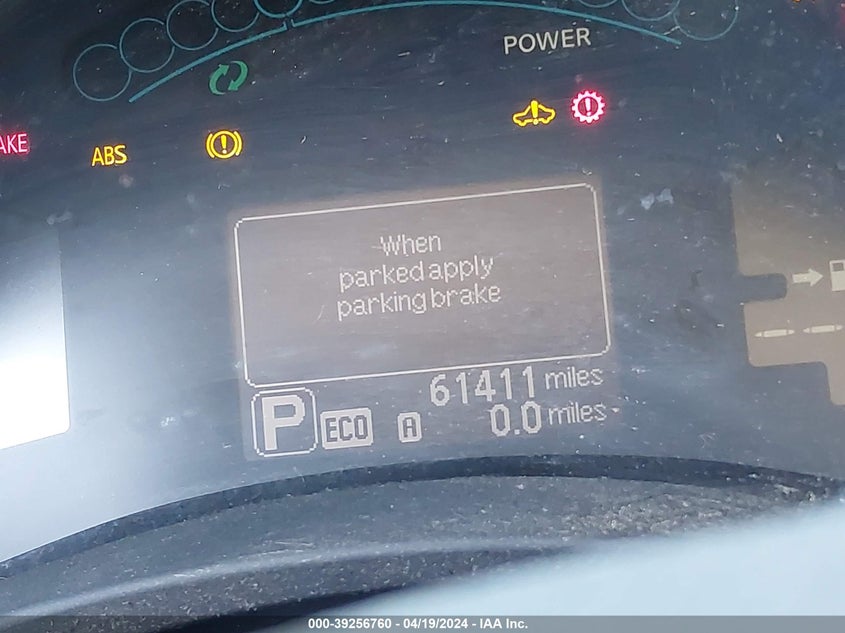 POWER
AKE
ABS
When
parked apply
parking brake
61411 miles
P ECO A 0.0 miles
000-39256760 - 04/19/2024 - IAA Inc.